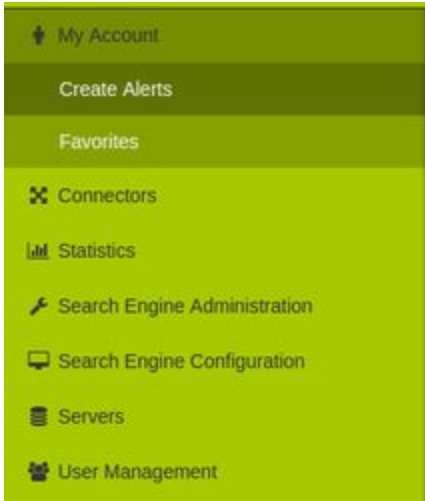 My Account
Create Alerts
Favorites
Connectors
Statistics
Search Engine Administration
Search Engine Configuration
Servers
User Management